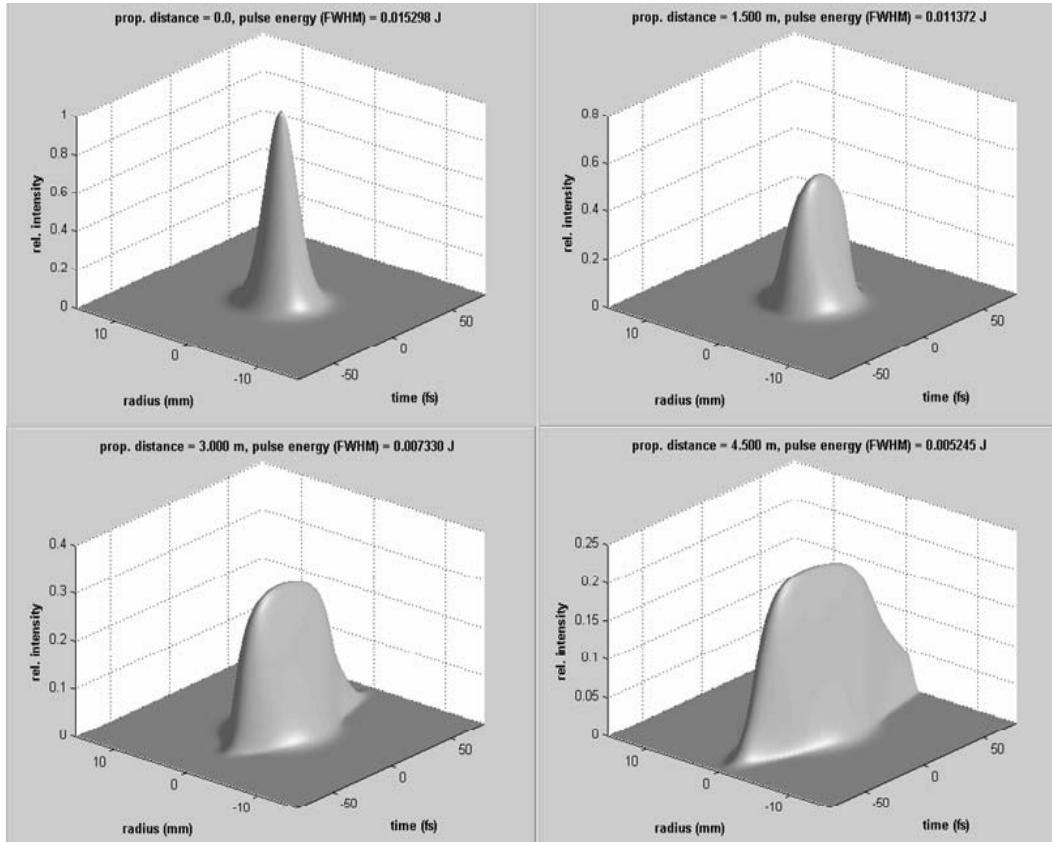 prop. distance = 0.0, pulse energy (FWHM) = 0.015298 J
1
0.8
0.6
0.4
0.2
0
rel. intensity
10
0
-10
radius (mm)
-50
0
50
time (fs)
prop. distance = 1.500 m, pulse energy (FWHM) = 0.011372 J
0.8
0.6
0.4
0.2
0
rel. intensity
10
0
-10
radius (mm)
-50
0
50
time (fs)
prop. distance = 3.000 m, pulse energy (FWHM) = 0.007330 J
0.4
0.3
0.2
0.1
0
rel. intensity
10
0
-10
radius (mm)
-50
0
50
time (fs)
prop. distance = 4.500 m, pulse energy (FWHM) = 0.005245 J
0.25
0.2
0.15
0.1
0.05
0
rel. intensity
10
0
-10
radius (mm)
-50
0
50
time (fs)